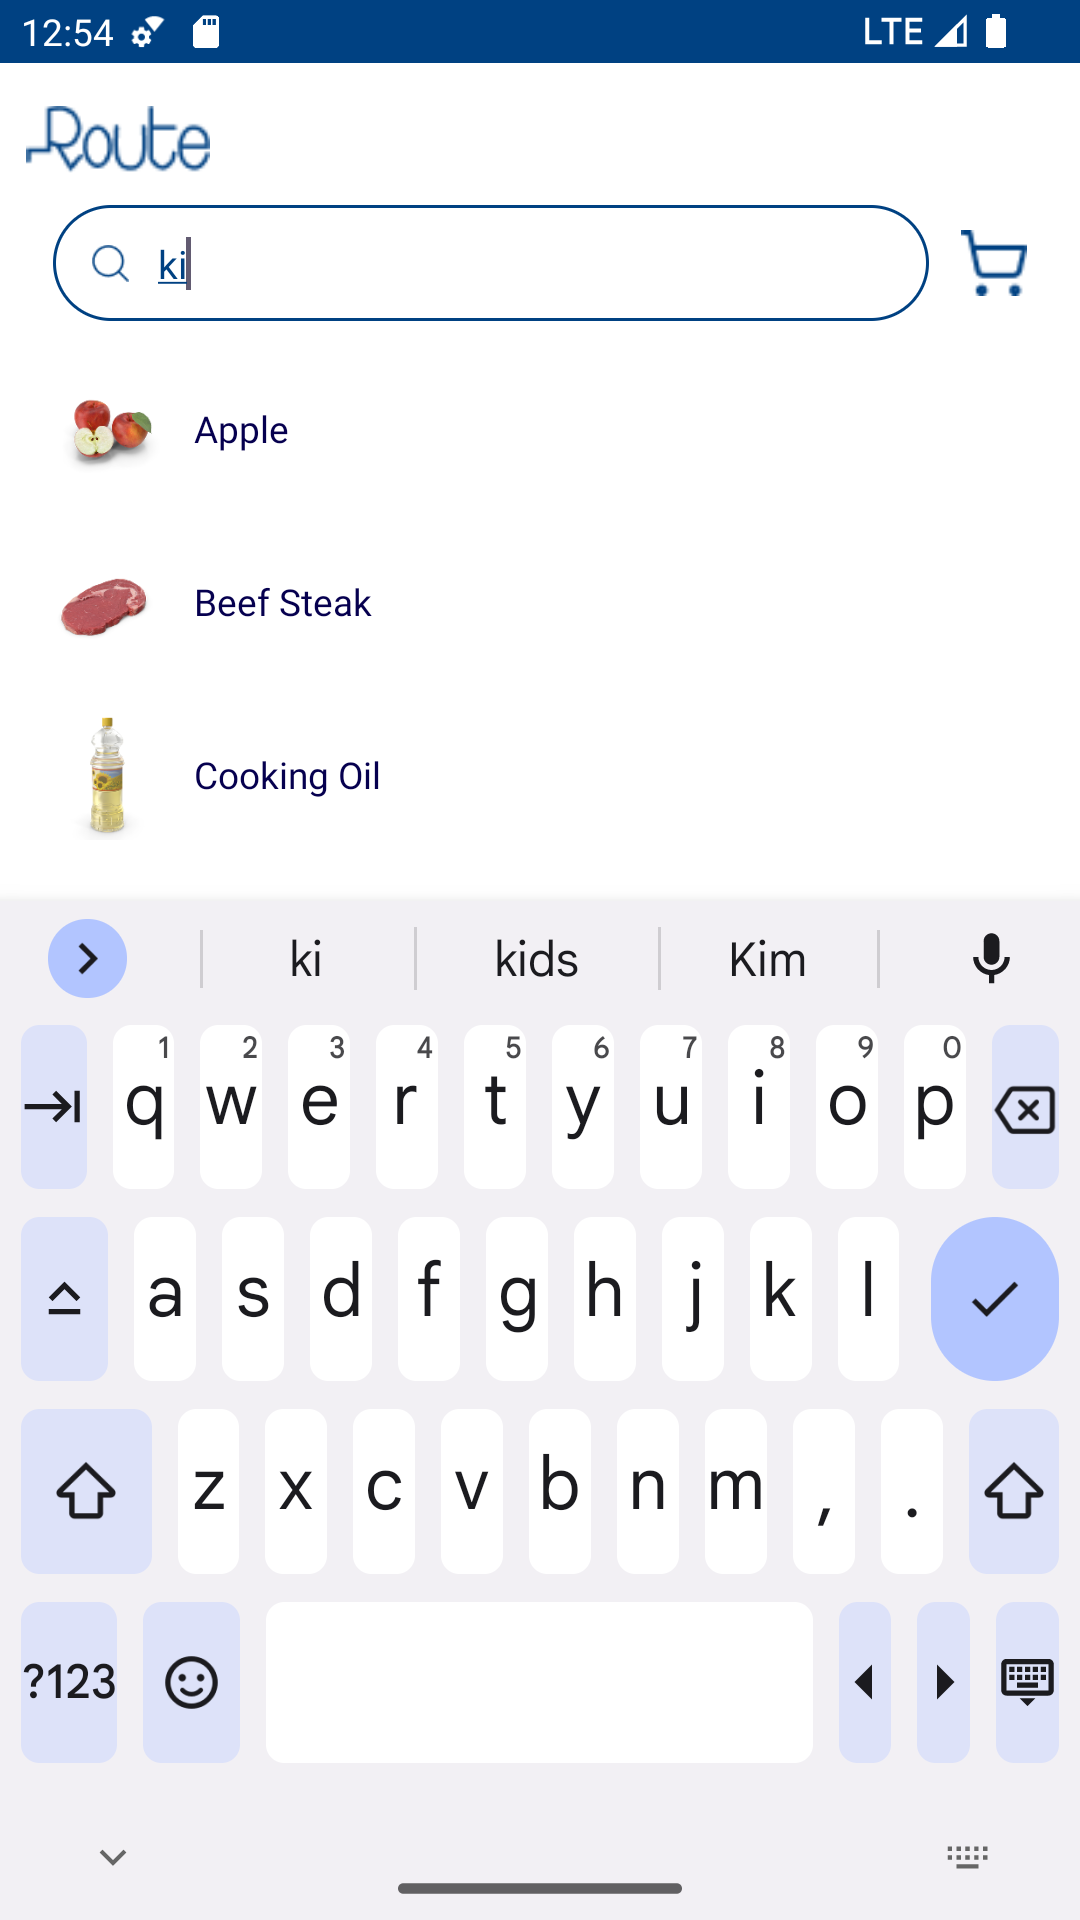 12:54 LTE
Route
ki
Apple
Beef Steak
Cooking Oil
ki kids Kim
1 2 3 4 5 6 7 8 9 0
q w e r t y u i o p
a s d f g h j k l
z x c v b n m , .
?123